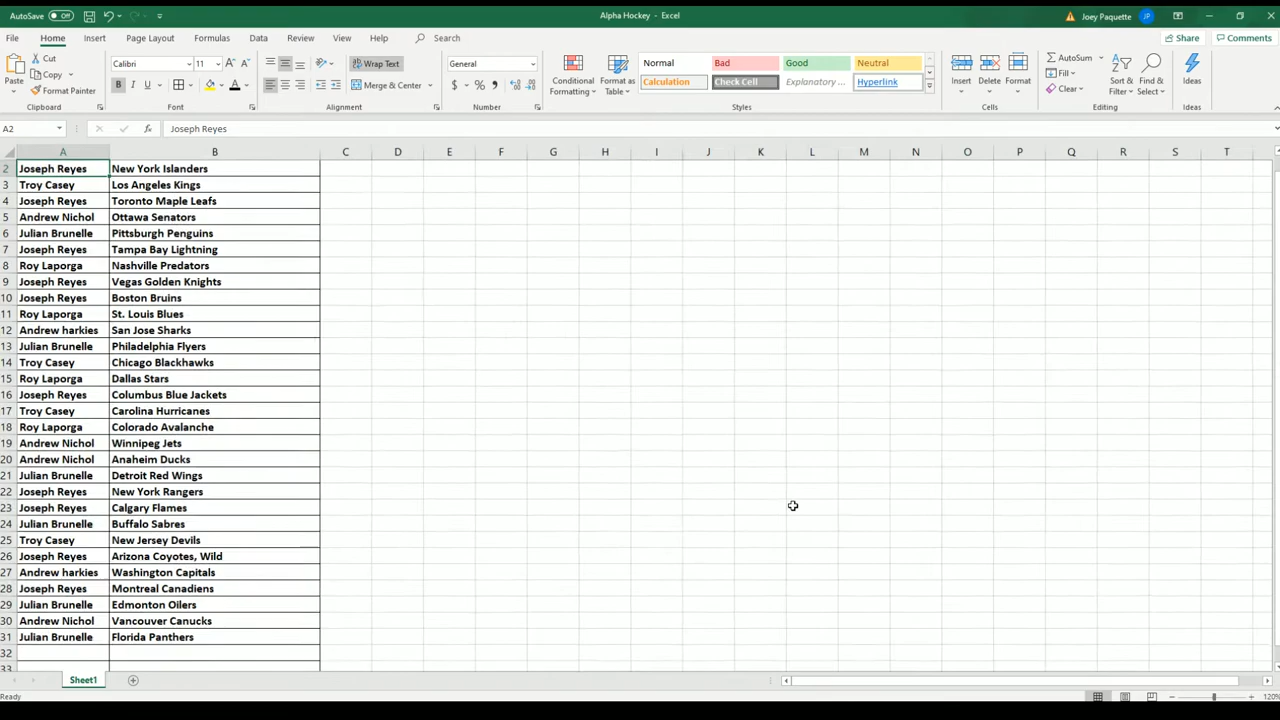 AutoSave Off Alpha Hockey - Excel Joey Paquette JP
File Home Insert Page Layout Formulas Data Review View Help Search Share Comments
Paste Cut Copy Format Painter Clipboard
Calibri 11 A A B I U A Font
Wrap Text Merge & Center Alignment
General $ % , Number
Conditional Formatting Format as Table
Normal Bad Good Neutral
Calculation Check Cell Explanatory ... Hyperlink
Styles
Insert Delete Format Cells
AutoSum Fill Clear Sort & Filter Find & Select Editing
Ideas Ideas
A2 fx Joseph Reyes
A B C D E F G H I J K L M N O P Q R S T
2 Joseph Reyes New York Islanders
3 Troy Casey Los Angeles Kings
4 Joseph Reyes Toronto Maple Leafs
5 Andrew Nichol Ottawa Senators
6 Julian Brunelle Pittsburgh Penguins
7 Joseph Reyes Tampa Bay Lightning
8 Roy Laporga Nashville Predators
9 Joseph Reyes Vegas Golden Knights
10 Joseph Reyes Boston Bruins
11 Roy Laporga St. Louis Blues
12 Andrew harkies San Jose Sharks
13 Julian Brunelle Philadelphia Flyers
14 Troy Casey Chicago Blackhawks
15 Roy Laporga Dallas Stars
16 Joseph Reyes Columbus Blue Jackets
17 Troy Casey Carolina Hurricanes
18 Roy Laporga Colorado Avalanche
19 Andrew Nichol Winnipeg Jets
20 Andrew Nichol Anaheim Ducks
21 Julian Brunelle Detroit Red Wings
22 Joseph Reyes New York Rangers
23 Joseph Reyes Calgary Flames
24 Julian Brunelle Buffalo Sabres
25 Troy Casey New Jersey Devils
26 Joseph Reyes Arizona Coyotes, Wild
27 Andrew harkies Washington Capitals
28 Joseph Reyes Montreal Canadiens
29 Julian Brunelle Edmonton Oilers
30 Andrew Nichol Vancouver Canucks
31 Julian Brunelle Florida Panthers
32
33
Sheet1
Ready 120%